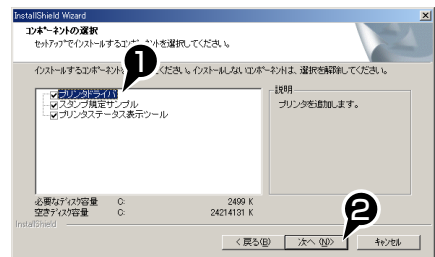 InstallShield Wizard
コンポーネントの選択
セットアップでインストールするコンポーネントを選択してください。
インストールするコンポーネントを ください。インストールしないコンポーネントは、選択を解除してください。
1
プリンタドライバ
スタンプ規定サンプル
プリンタステータス表示ツール
説明
プリンタを追加します。
必要なディスク容量 C: 2499 K
空きディスク容量 C: 24214131 K
2
InstallShield
< 戻る(B) 次へ (N)> キャンセル